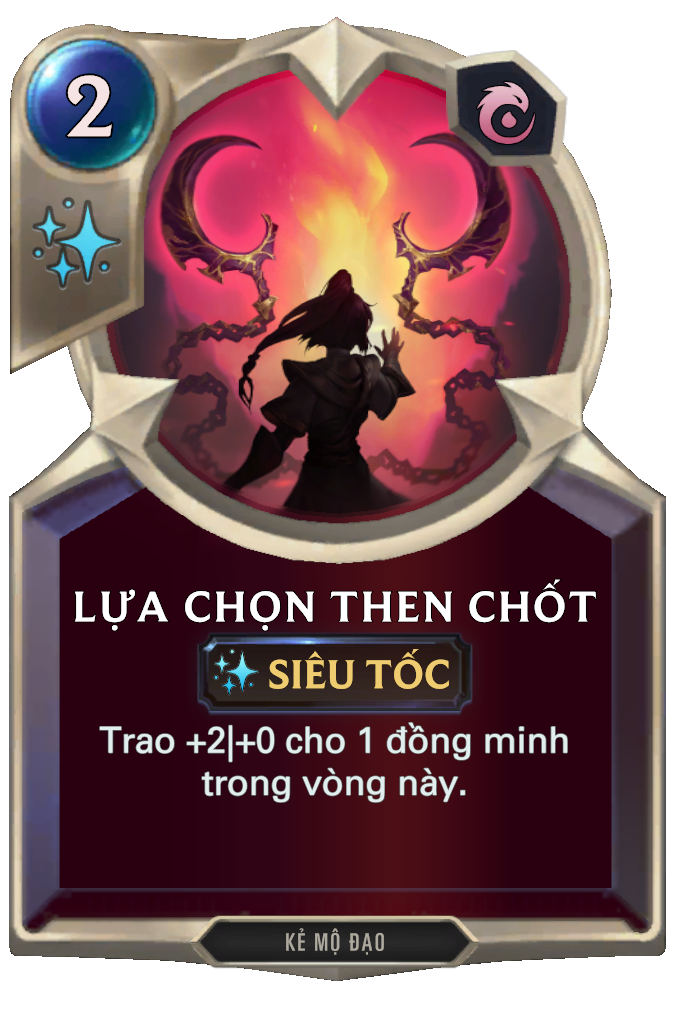 2
LỰA CHỌN THEN CHỐT
SIÊU TỐC
Trao +2|+0 cho 1 đồng minh
trong vòng này.
KẺ MỘ ĐẠO